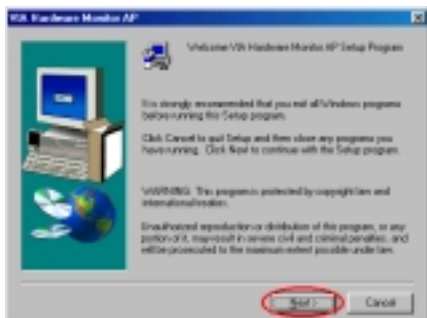 VIA Hardware Monitor AP
Welcome VIA Hardware Monitor AP Setup Program
It is strongly recommended that you exit all Windows programs
before running this Setup program.
Click Cancel to quit Setup and then close any programs you
have running. Click Next to continue with the Setup program.
WARNING: This program is protected by copyright law and
international treaties.
Unauthorized reproduction or distribution of this program, or any
portion of it, may result in severe civil and criminal penalties, and
will be prosecuted to the maximum extent possible under law.
Next >
Cancel